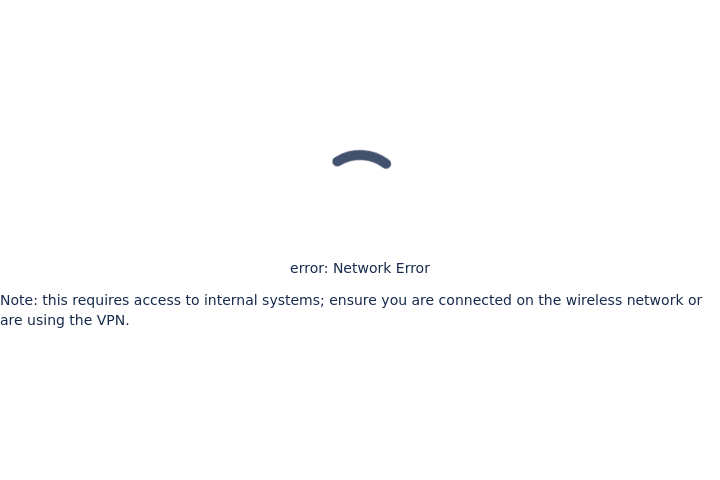 error: Network Error
Note: this requires access to internal systems; ensure you are connected on the wireless network or
are using the VPN.